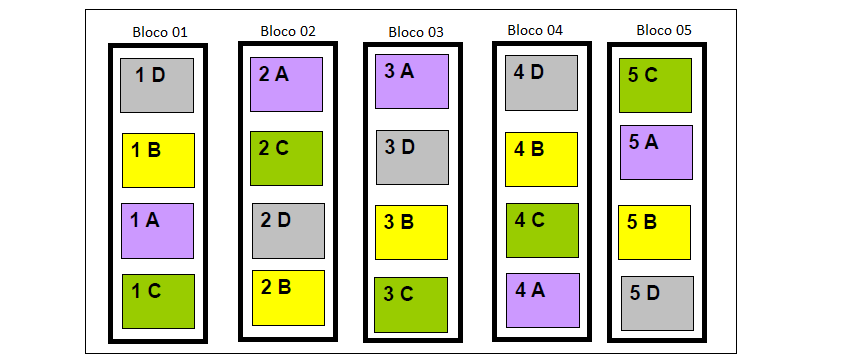 Bloco 01
Bloco 02
Bloco 03
Bloco 04
Bloco 05
1 D
2 A
3 A
4 D
5 C
1 B
2 C
3 D
4 B
5 A
1 A
2 D
3 B
4 C
5 B
1 C
2 B
3 C
4 A
5 D